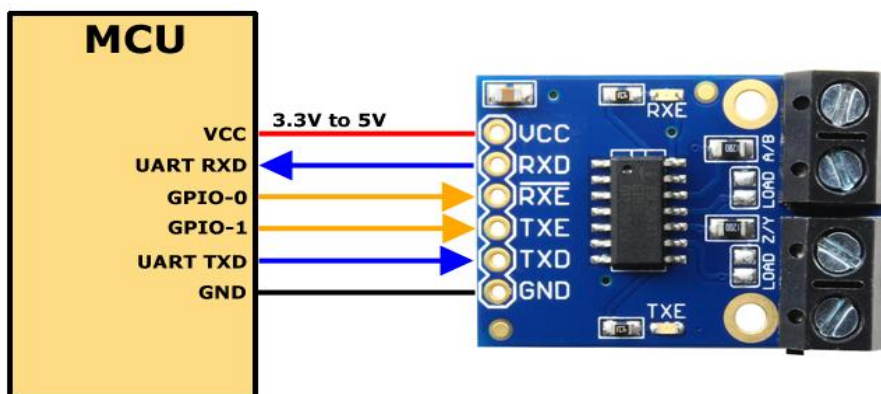 MCU
3.3V to 5V
VCC
UART RXD
GPIO-0
GPIO-1
UART TXD
GND
RXE
VCC
RXD
RXE
TXE
TXD
GND
TXE
LOAD A/B
LOAD Z/Y